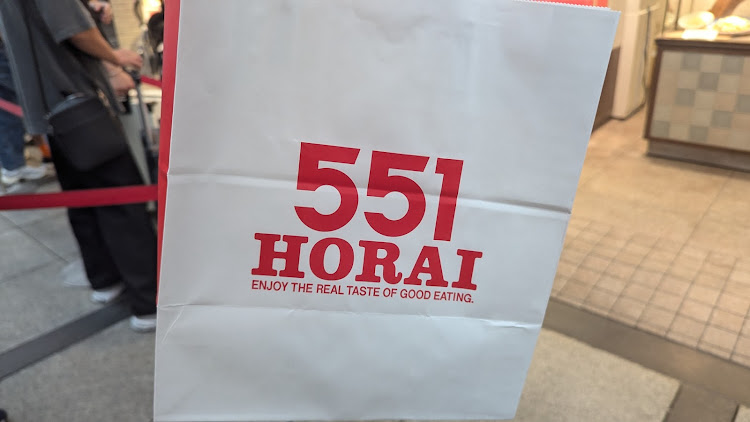 551
HORAI
ENJOY THE REAL TASTE OF GOOD EATING.